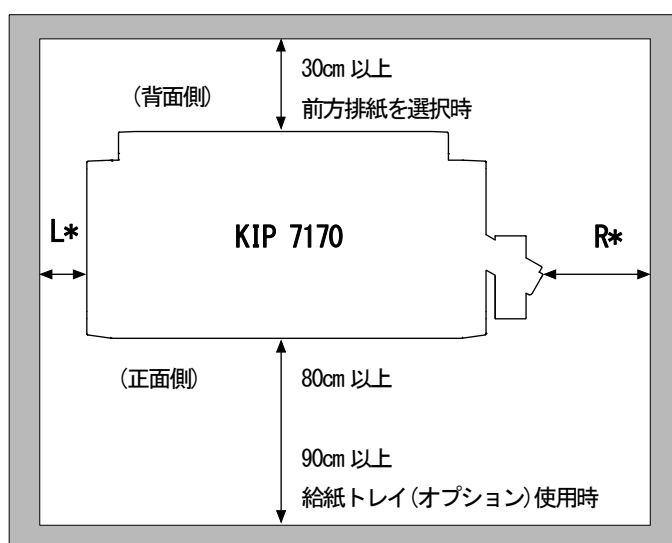 30cm 以上
前方排紙を選択時
(背面側)
L*
KIP 7170
R*
(正面側)
80cm 以上
90cm 以上
給紙トレイ(オプション)使用時